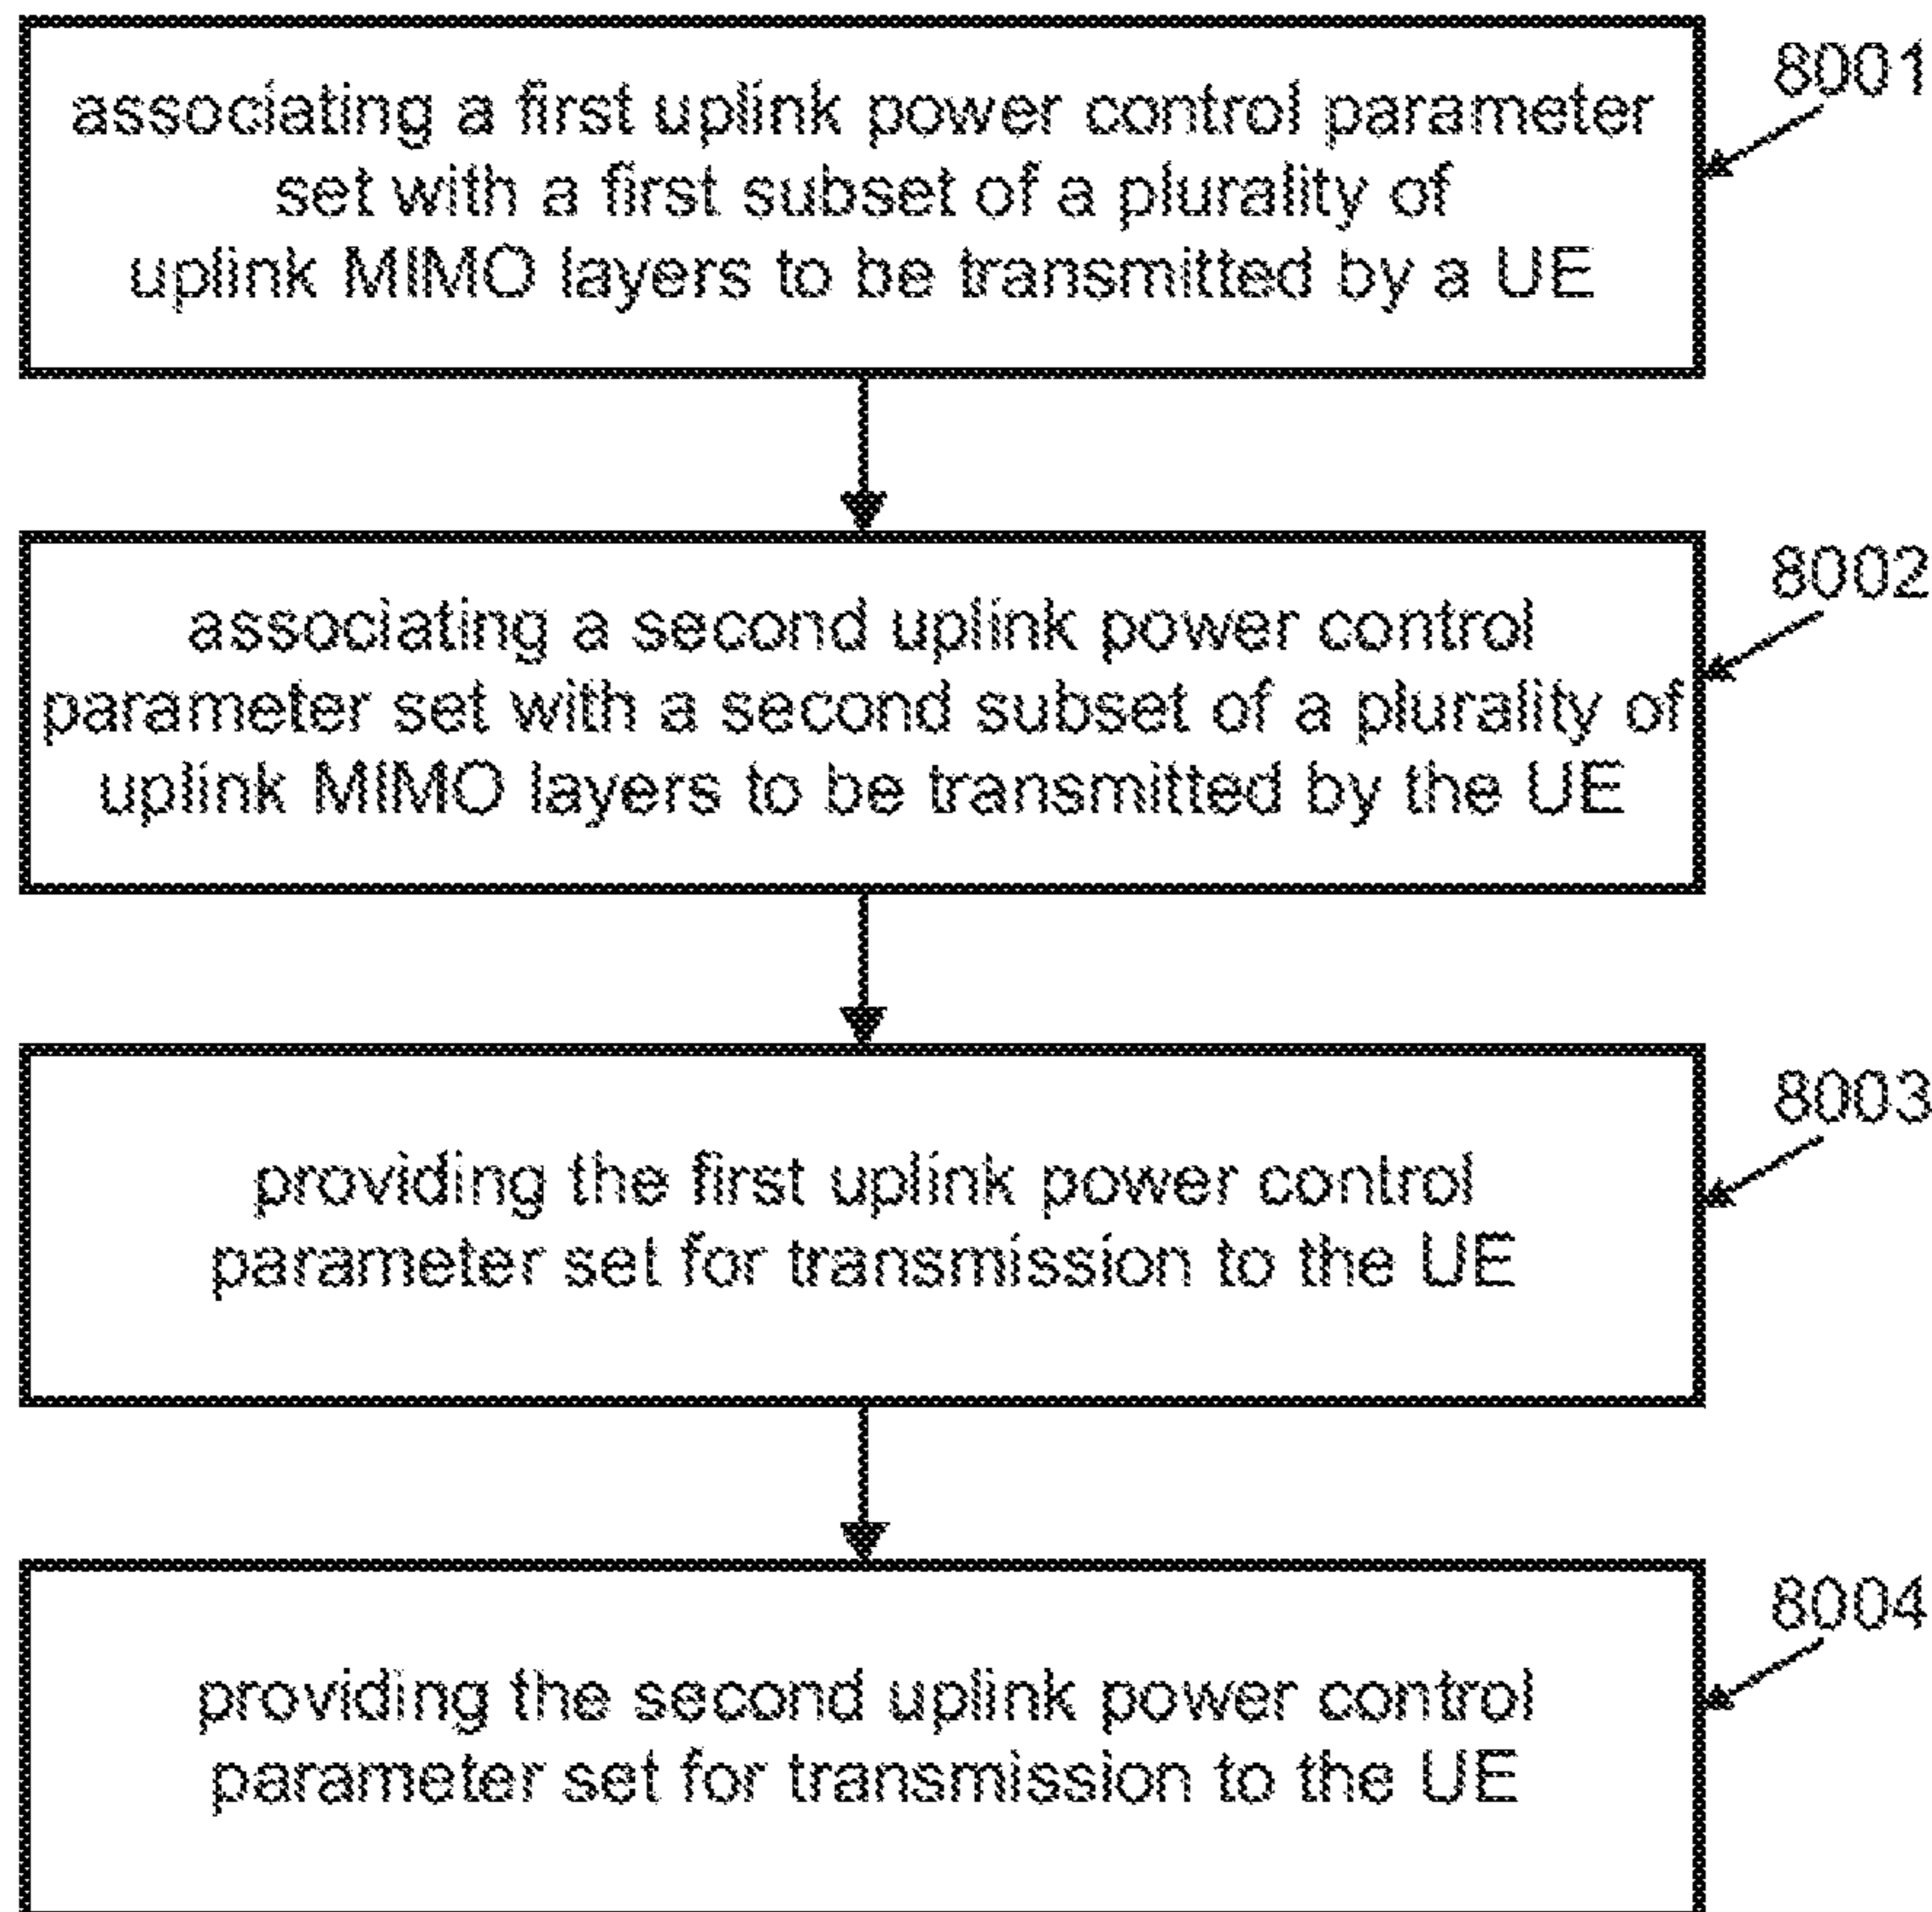 8001
associating a first uplink power control parameter
set with a first subset of a plurality of
uplink MIMO layers to be transmitted by a UE
8002
associating a second uplink power control
parameter set with a second subset of a plurality of
uplink MIMO layers to be transmitted by the UE
8003
providing the first uplink power control
parameter set for transmission to the UE
8004
providing the second uplink power control
parameter set for transmission to the UE